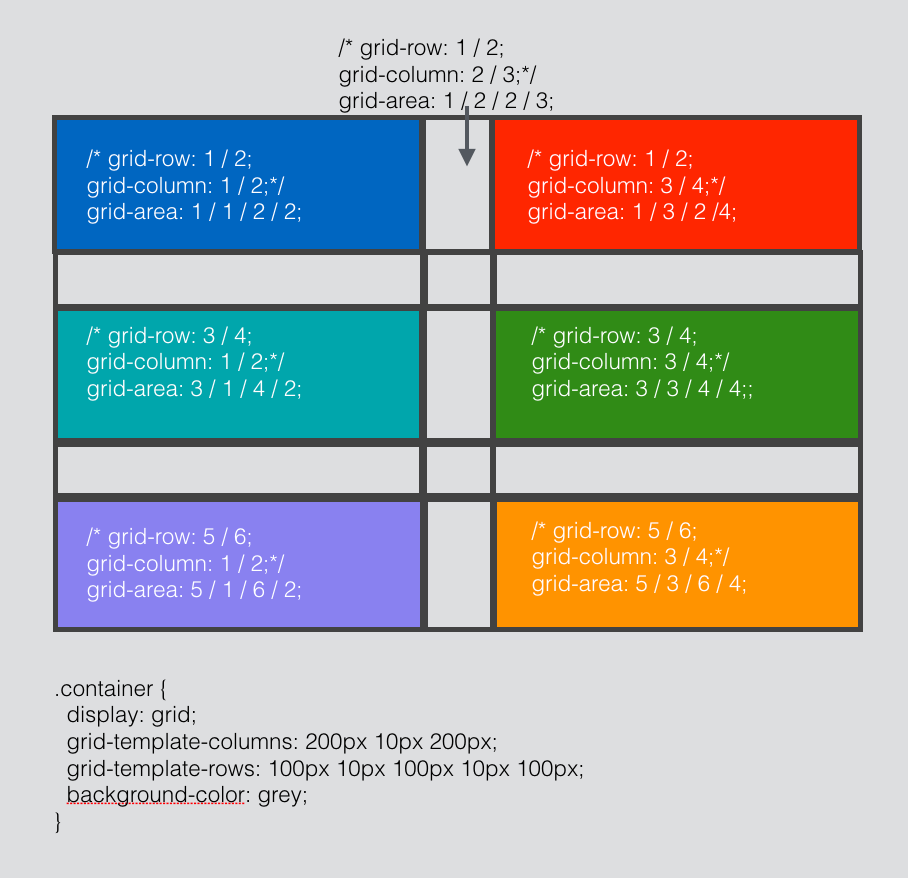 /* grid-row: 1 / 2;
grid-column: 2 / 3;*/
grid-area: 1 / 2 / 2 / 3;
/* grid-row: 1 / 2;
grid-column: 1 / 2;*/
grid-area: 1 / 1 / 2 / 2;
/* grid-row: 1 / 2;
grid-column: 3 / 4;*/
grid-area: 1 / 3 / 2 /4;
/* grid-row: 3 / 4;
grid-column: 1 / 2;*/
grid-area: 3 / 1 / 4 / 2;
/* grid-row: 3 / 4;
grid-column: 3 / 4;*/
grid-area: 3 / 3 / 4 / 4;;
/* grid-row: 5 / 6;
grid-column: 1 / 2;*/
grid-area: 5 / 1 / 6 / 2;
/* grid-row: 5 / 6;
grid-column: 3 / 4;*/
grid-area: 5 / 3 / 6 / 4;
.container {
display: grid;
grid-template-columns: 200px 10px 200px;
grid-template-rows: 100px 10px 100px 10px 100px;
background-color: grey;
}